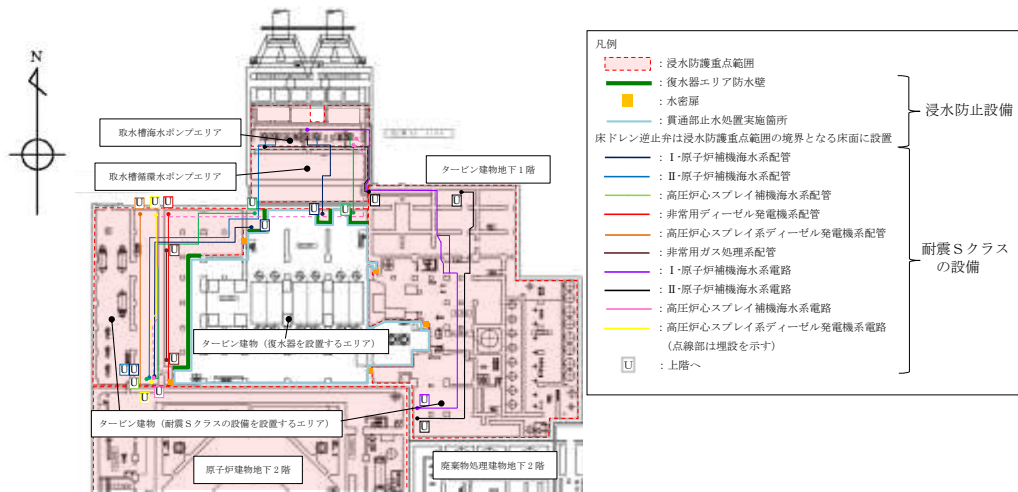 N
取水槽海水ポンプエリア
取水槽循環水ポンプエリア
タービン建物地下1階
U U U
U U U
U U
U
タービン建物（復水器を設置するエリア）
U
U U
U U
U
タービン建物（耐震Ｓクラスの設備を設置するエリア）
U
原子炉建物地下２階
廃棄物処理建物地下２階
凡例
：浸水防護重点範囲
：復水器エリア防水壁
：水密扉
：貫通部止水処置実施箇所
床ドレン逆止弁は浸水防護重点範囲の境界となる床面に設置
：Ⅰ-原子炉補機海水系配管
：Ⅱ-原子炉補機海水系配管
：高圧炉心スプレイ補機海水系配管
：非常用ディーゼル発電機系配管
：高圧炉心スプレイ系ディーゼル発電機系配管
：非常用ガス処理系配管
：Ⅰ-原子炉補機海水系電路
：Ⅱ-原子炉補機海水系電路
：高圧炉心スプレイ補機海水系電路
：高圧炉心スプレイ系ディーゼル発電機系電路
（点線部は埋設を示す）
U ：上階へ
浸水防止設備
耐震Ｓクラス
の設備